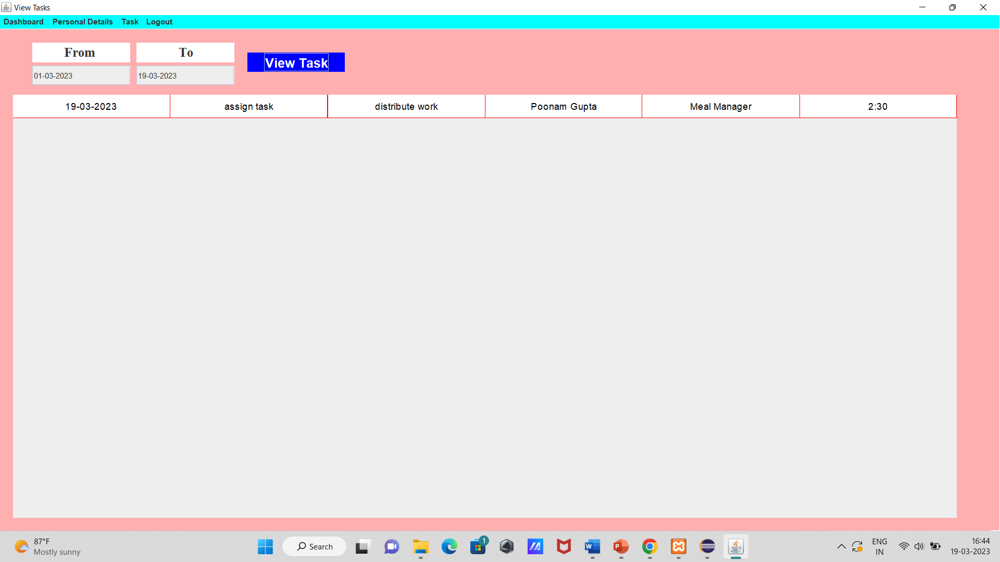 View Tasks
Dashboard Personal Details Task Logout
From To
View Task
01-03-2023 19-03-2023
19-03-2023 assign task distribute work Poonam Gupta Meal Manager 2:30
87°F
Mostly sunny
Search
1
W
P
ENG
IN
16:44
19-03-2023